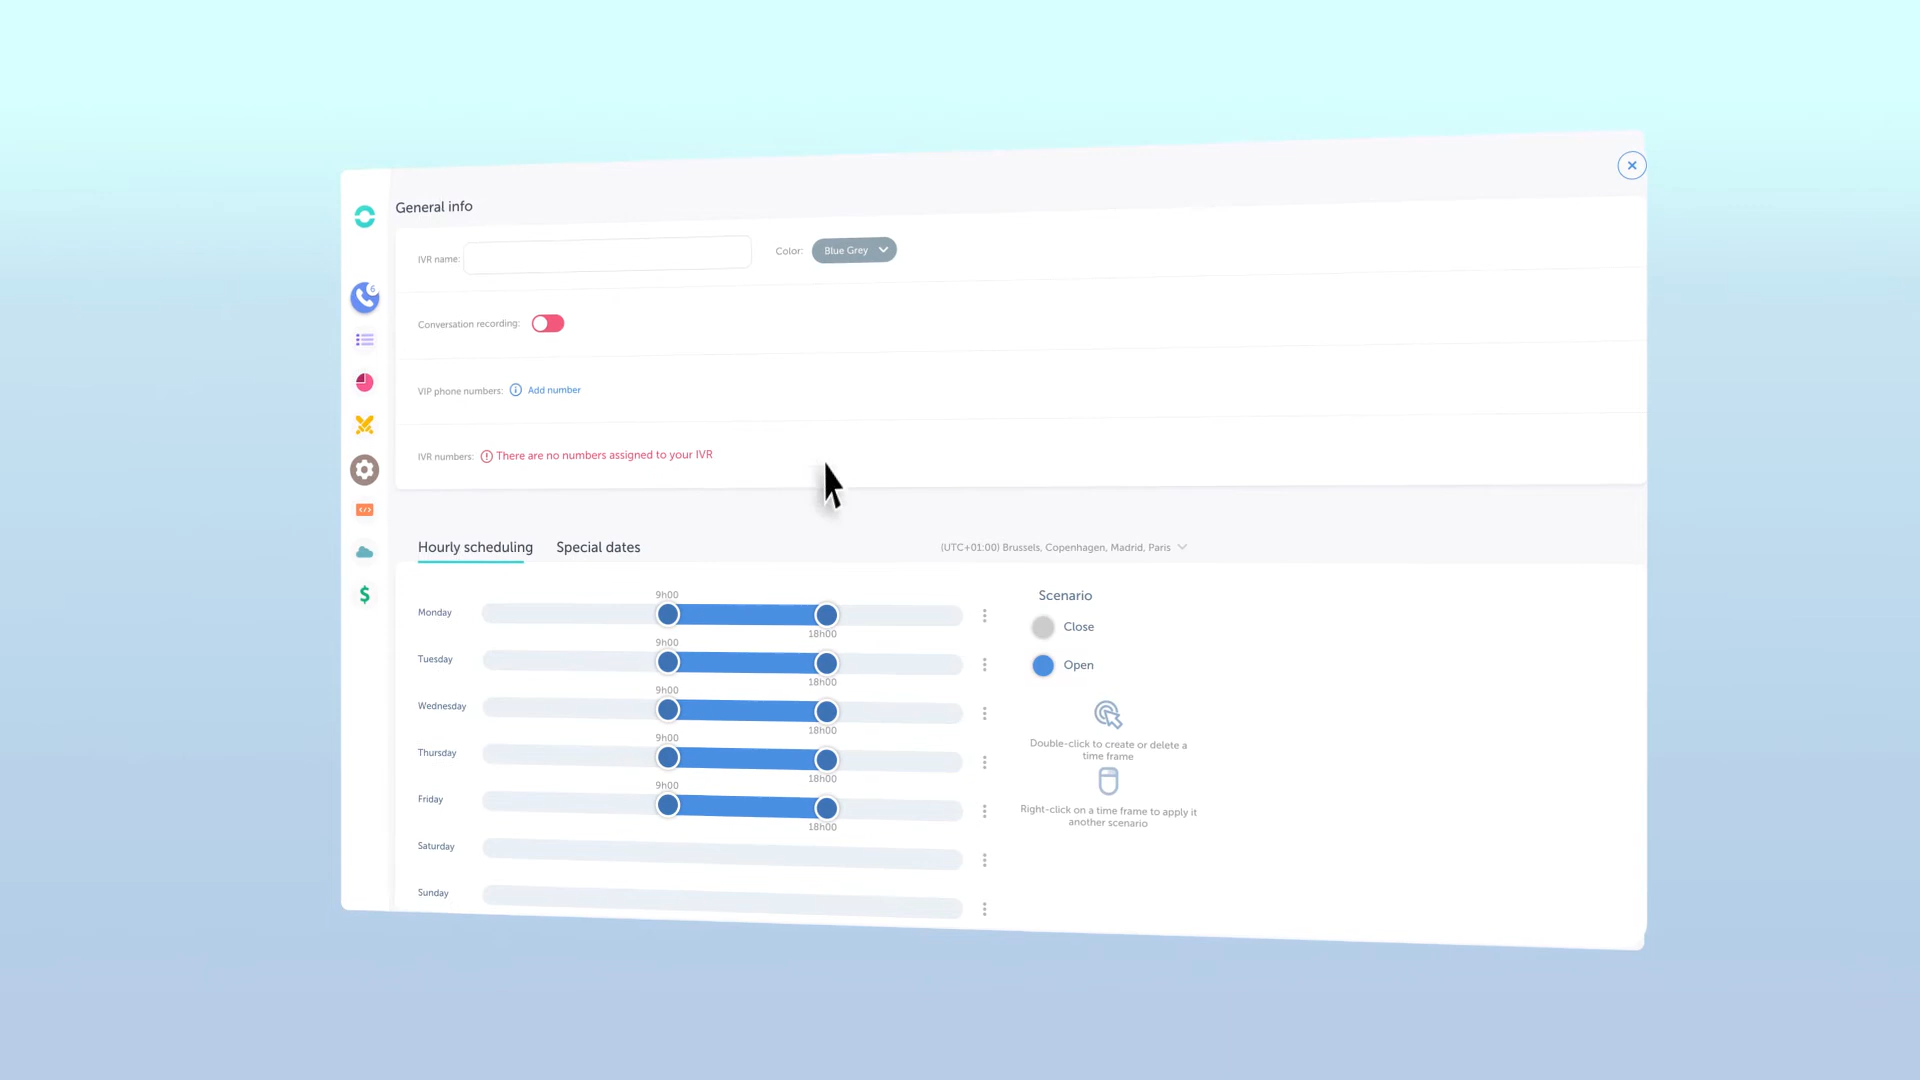 General info
IVR name:
Color: Blue Grey
6
Conversation recording:
VIP phone numbers: Add number
IVR numbers: There are no numbers assigned to your IVR
Hourly scheduling Special dates (UTC+01:00) Brussels, Copenhagen, Madrid, Paris
Monday 9h00 18h00
Tuesday 9h00 18h00
Wednesday 9h00 18h00
Thursday 9h00 18h00
Friday 9h00 18h00
Saturday
Sunday
Scenario
Close
Open
Double-click to create or delete a
time frame
Right-click on a time frame to apply it
another scenario